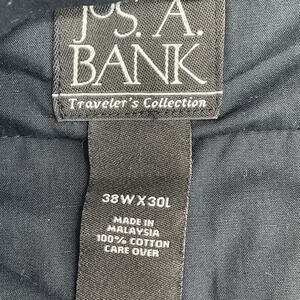 JOS. A.
BANK
Traveler's Collection
38W X 30L
MADE IN
MALAYSIA
100% COTTON
CARE OVER